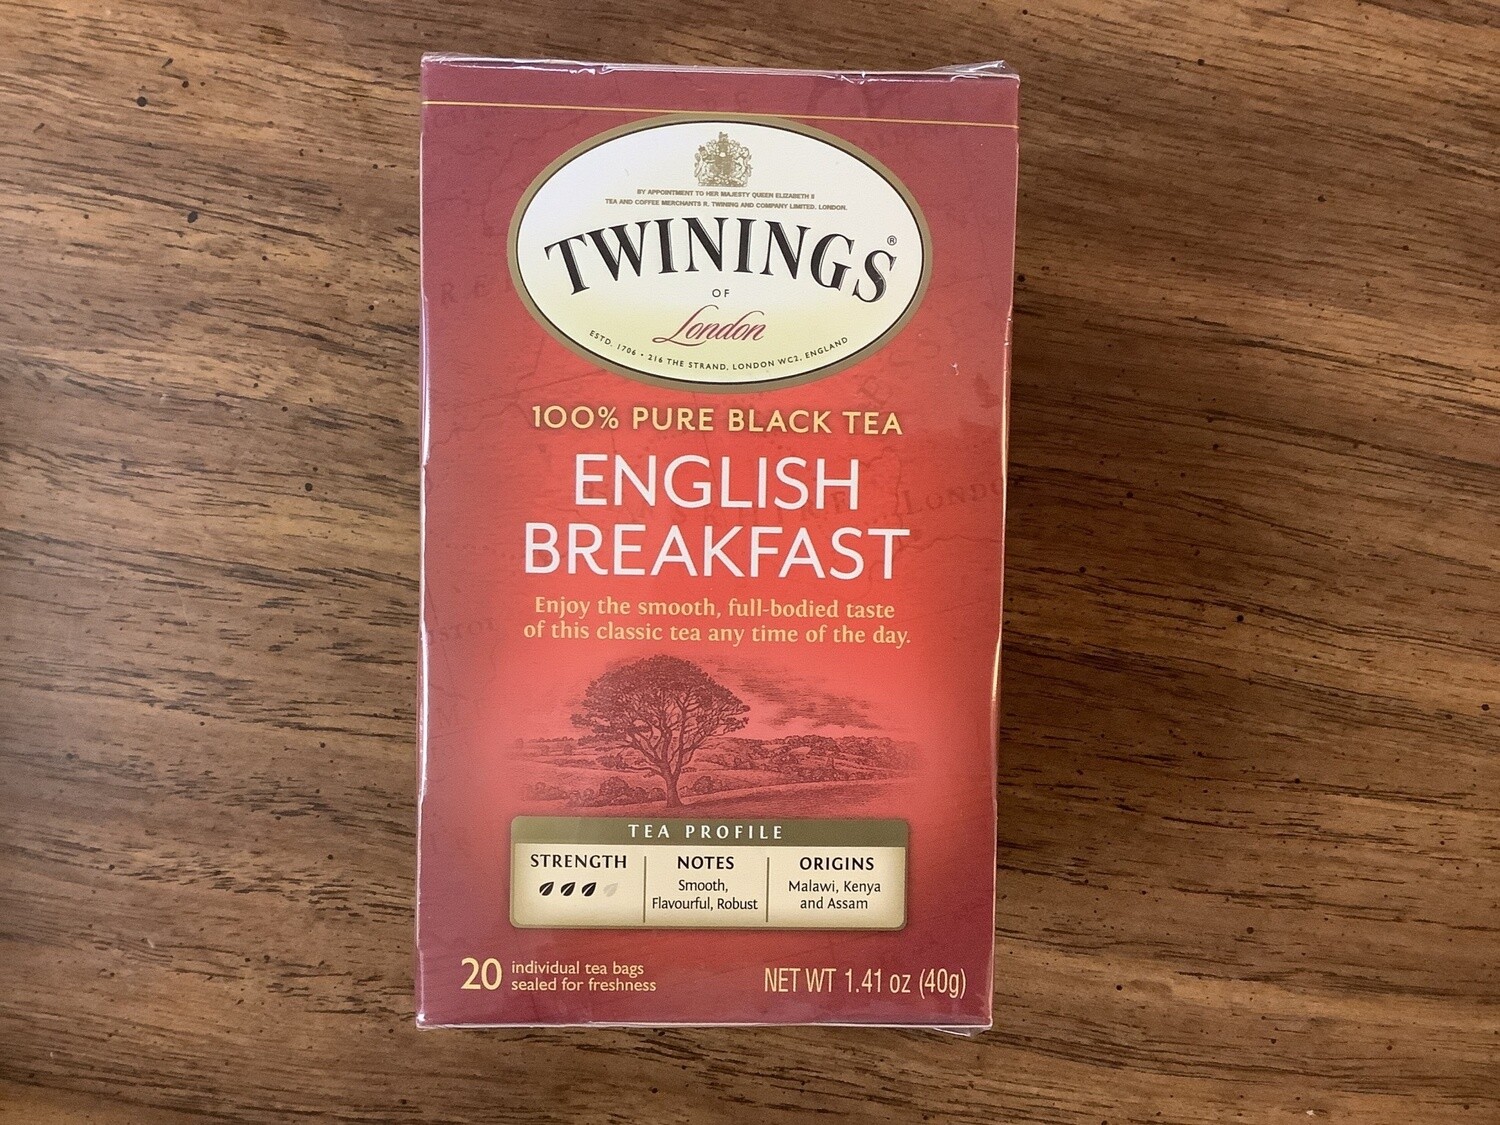 BY APPOINTMENT TO HER MAJESTY QUEEN ELIZABETH II
TEA AND COFFEE MERCHANTS R. TWINING AND COMPANY LIMITED. LONDON.
TWININGS®
OF
London
ESTD. 1706 • 216 THE STRAND, LONDON WC2, ENGLAND
100% PURE BLACK TEA
ENGLISH
BREAKFAST
LONDON
Enjoy the smooth, full-bodied taste
of this classic tea any time of the day.
TEA PROFILE
STRENGTH
NOTES
Smooth,
Flavourful, Robust
ORIGINS
Malawi, Kenya
and Assam
20 individual tea bags
sealed for freshness
NET WT 1.41 oz (40g)